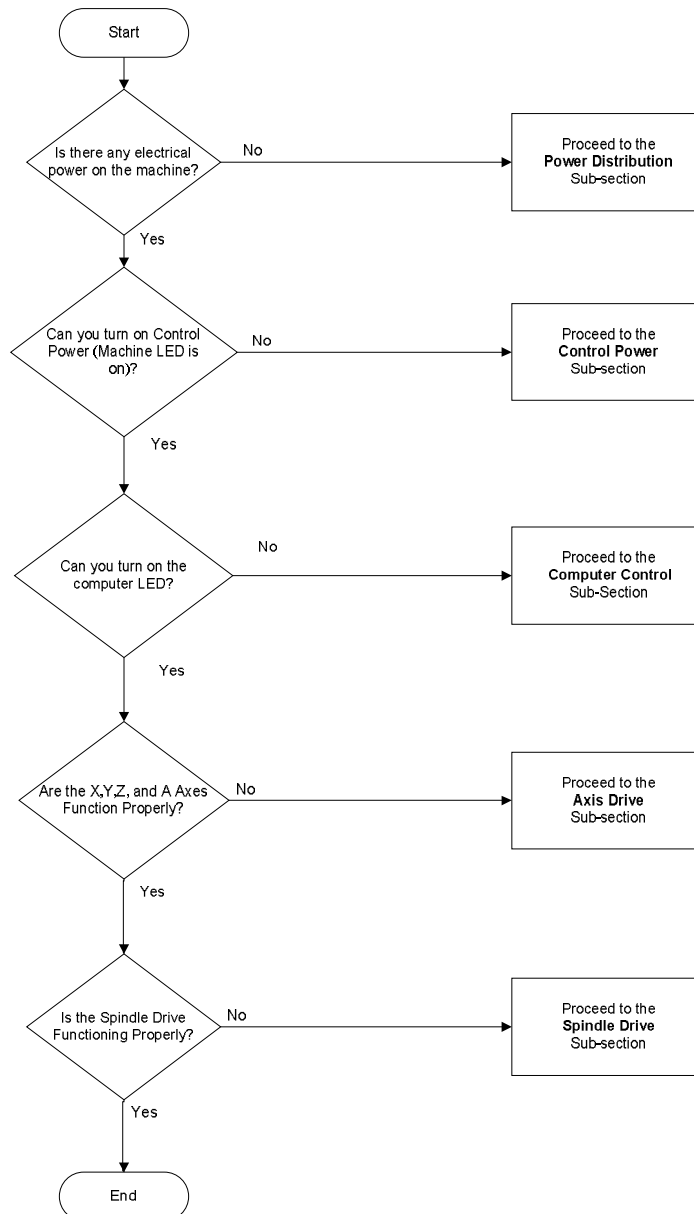 Start
Is there any electrical
power on the machine?
No
Proceed to the
Power Distribution
Sub-section
Yes
Can you turn on Control
Power (Machine LED is
on)?
No
Proceed to the
Control Power
Sub-section
Yes
Can you turn on the
computer LED?
No
Proceed to the
Computer Control
Sub-Section
Yes
Are the X,Y,Z, and A Axes
Function Properly?
No
Proceed to the
Axis Drive
Sub-section
Yes
Is the Spindle Drive
Functioning Properly?
No
Proceed to the
Spindle Drive
Sub-section
Yes
End